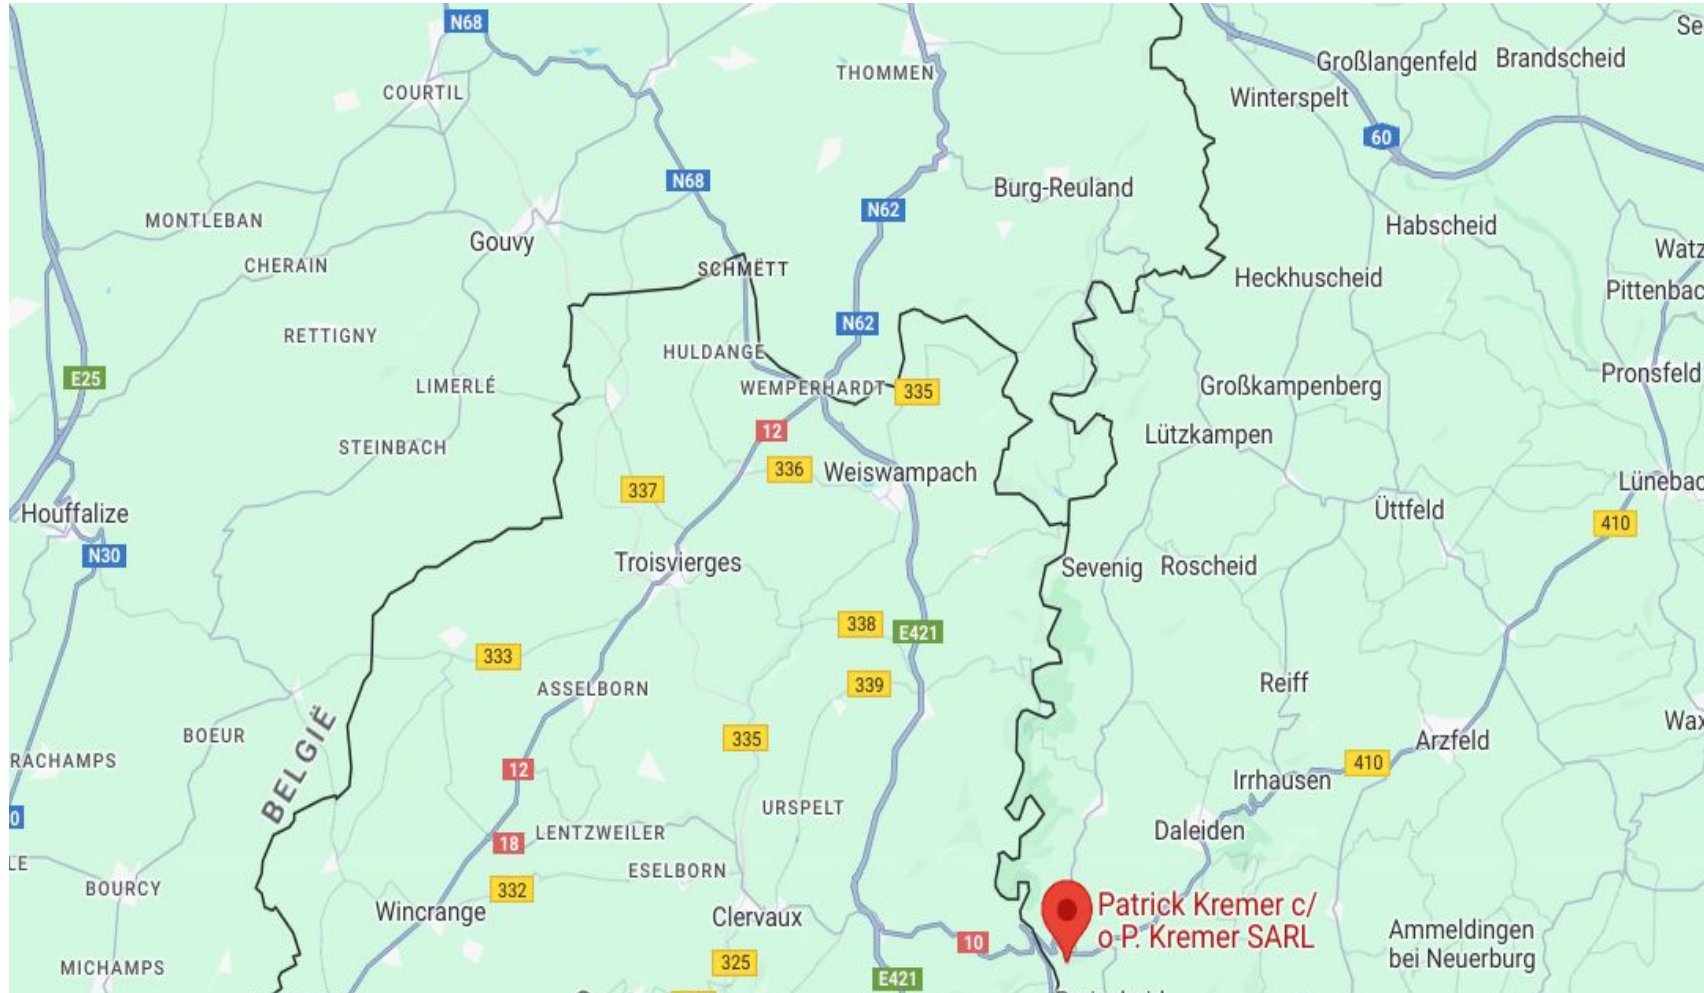 N68
Se
Großlangenfeld
Brandscheid
THOMMEN
COURTIL
Winterspelt
60
N68
Burg-Reuland
N62
MONTLEBAN
Habscheid
Gouvy
Watz
CHERAIN
SCHMËTT
Heckhuscheid
Pittenbac
N62
RETTIGNY
HULDANGE
E25
Pronsfeld
LIMERLÉ
WEMPERHARDT
335
Großkampenberg
12
Lützkampen
STEINBACH
336
Weiswampach
337
Lünebac
Houffalize
Üttfeld
410
N30
Troisvierges
Sevenig
Roscheid
338
E421
333
339
ASSELBORN
Reiff
BELGIË
BOEUR
335
Wax
Arzfeld
RACHAMPS
12
410
Irrhausen
URSPELT
0
LENTZWEILER
Daleiden
18
LE
ESELBORN
BOURCY
332
Wincrange
Clervaux
Patrick Kremer c/
o P. Kremer SARL
10
Ammeldingen
bei Neuerburg
MICHAMPS
325
E421